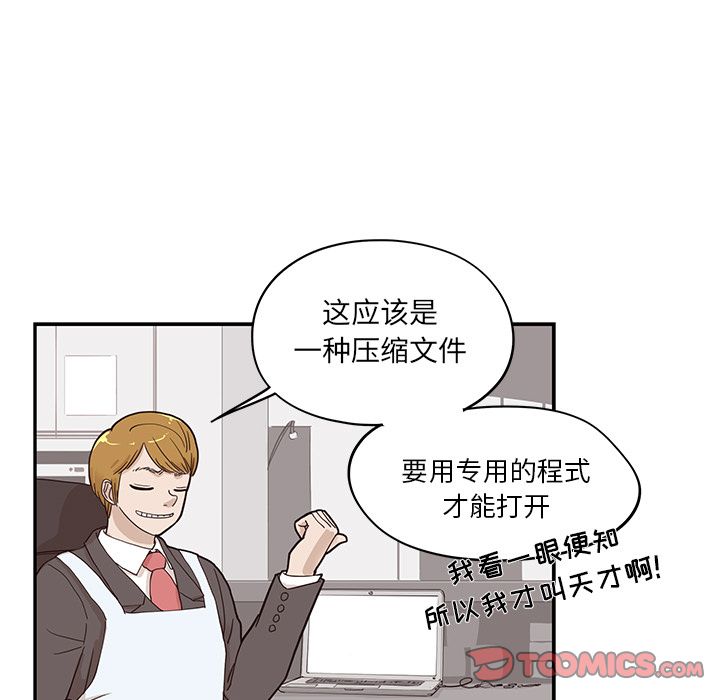 这应该是
一种压缩文件
要用专用的程式
才能打开
我看一眼便知
所以我才叫天才啊!
TOOMICS.COM